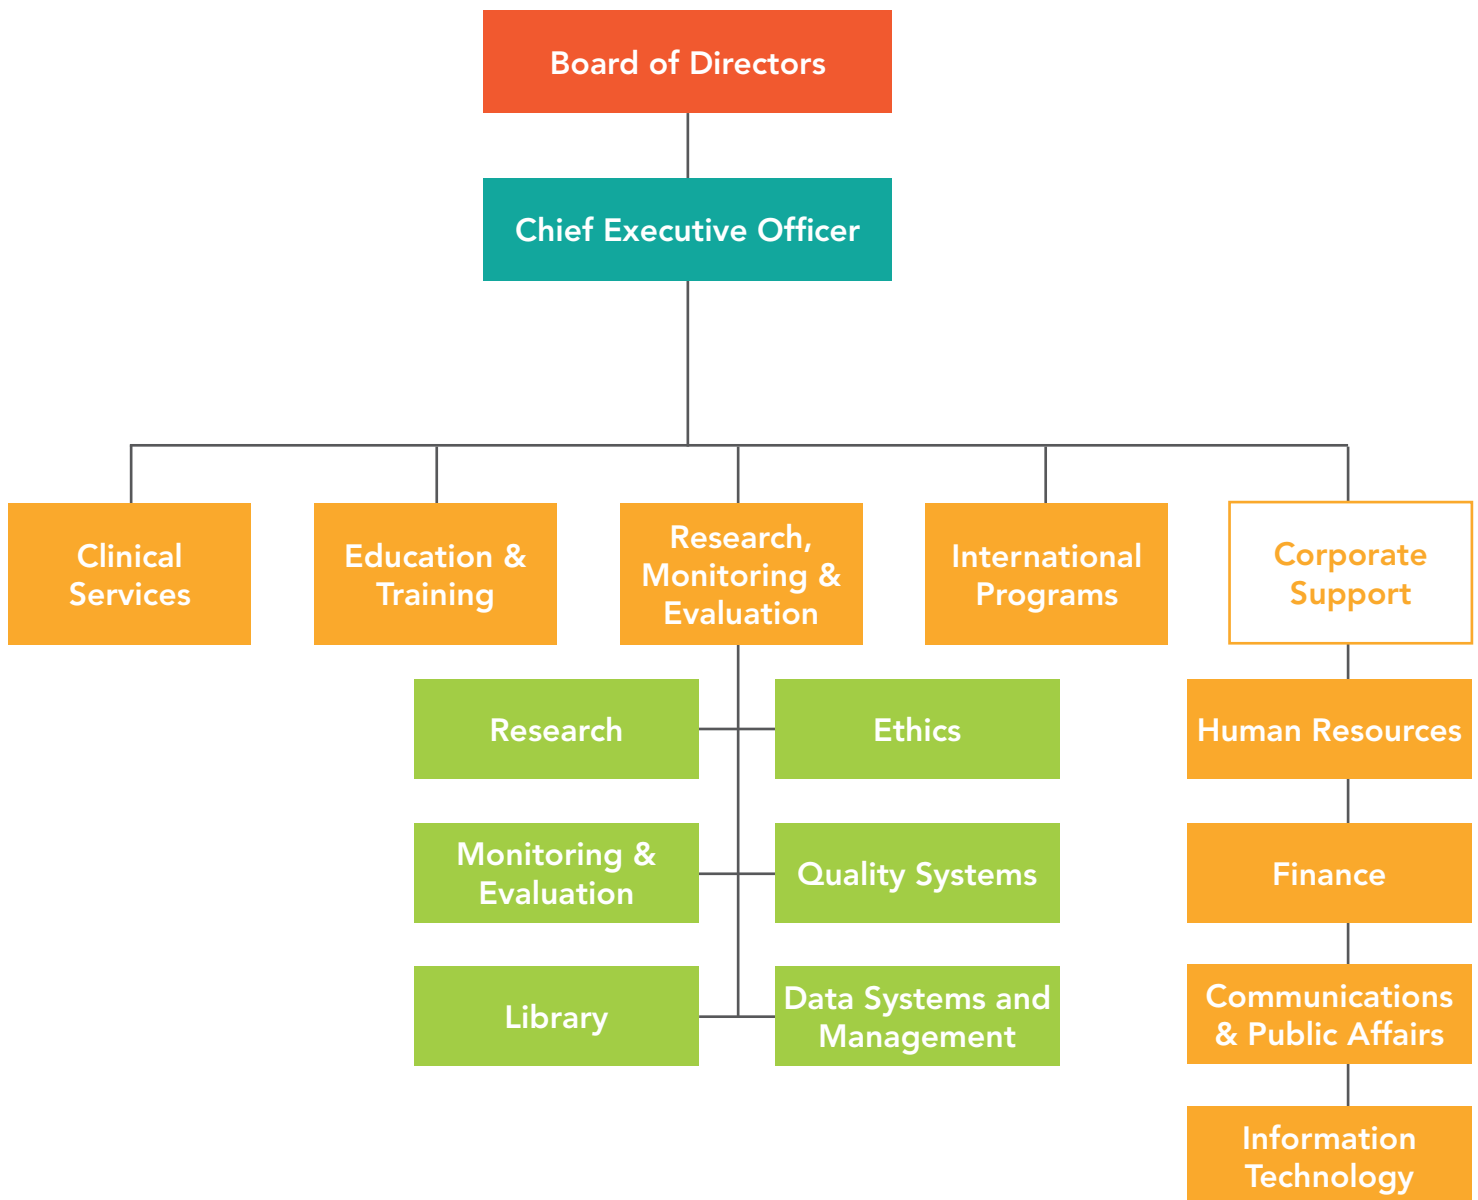 Board of Directors
Chief Executive Officer
Clinical
Services
Education &
Training
Research,
Monitoring &
Evaluation
International
Programs
Corporate
Support
Research
Ethics
Human Resources
Monitoring &
Evaluation
Quality Systems
Finance
Library
Data Systems and
Management
Communications
& Public Affairs
Information
Technology